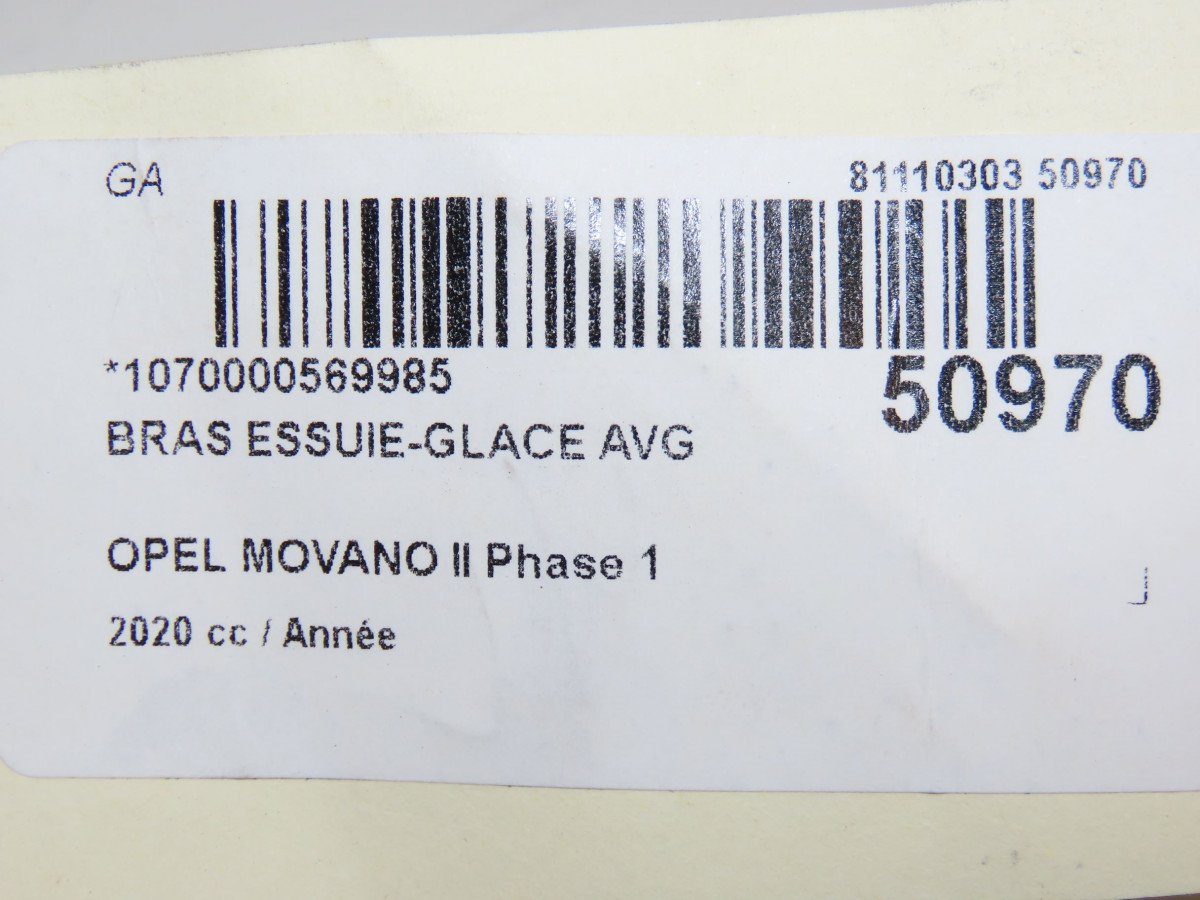 GA 81110303 50970
*1070000569985 50970
BRAS ESSUIE-GLACE AVG
OPEL MOVANO II Phase 1
2020 cc / Année